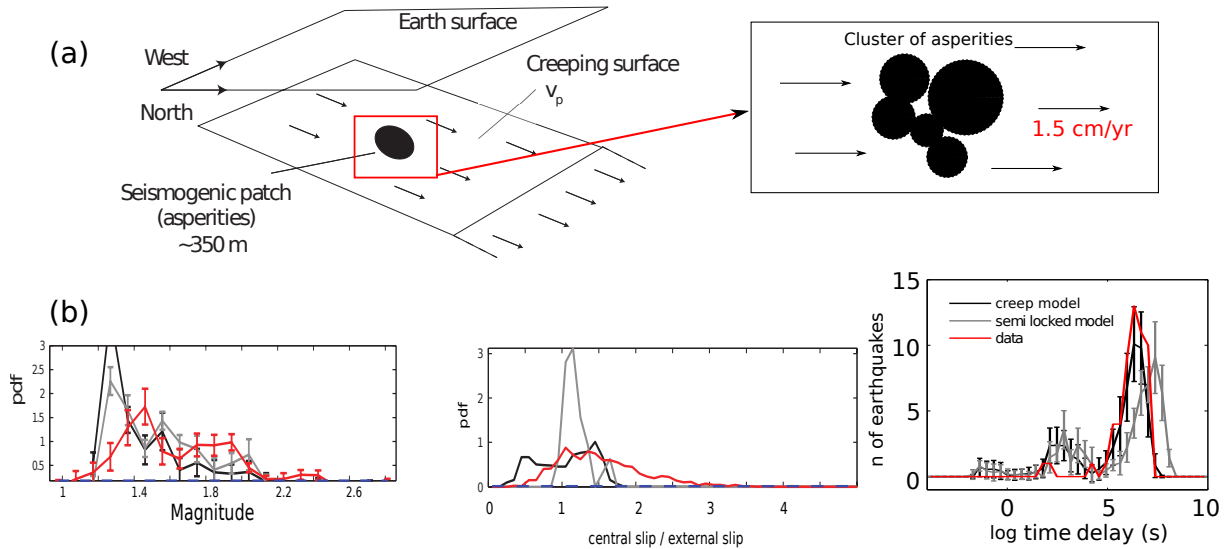 (a)
Earth surface
West
North
Creeping surface
v_p
Seismogenic patch
(asperities)
~350 m
Cluster of asperities
1.5 cm/yr
(b)
pdf
3
2.5
2
1.5
1
0.5
1
1.4
1.8
2.2
2.6
Magnitude
pdf
3
2
1
0
0
1
2
3
4
central slip / external slip
n of earthquakes
15
10
5
0
creep model
semi locked model
data
0
5
10
log time delay (s)